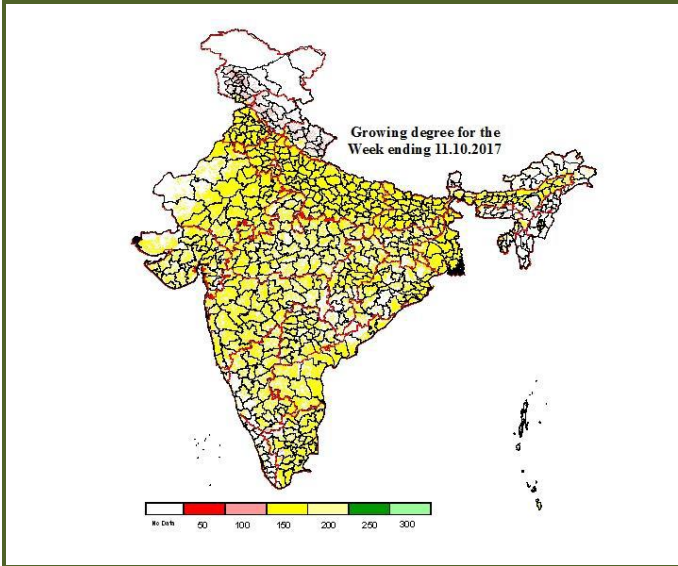 Growing degree for the
Week ending 11.10.2017
No Data 50 100 150 200 250 300